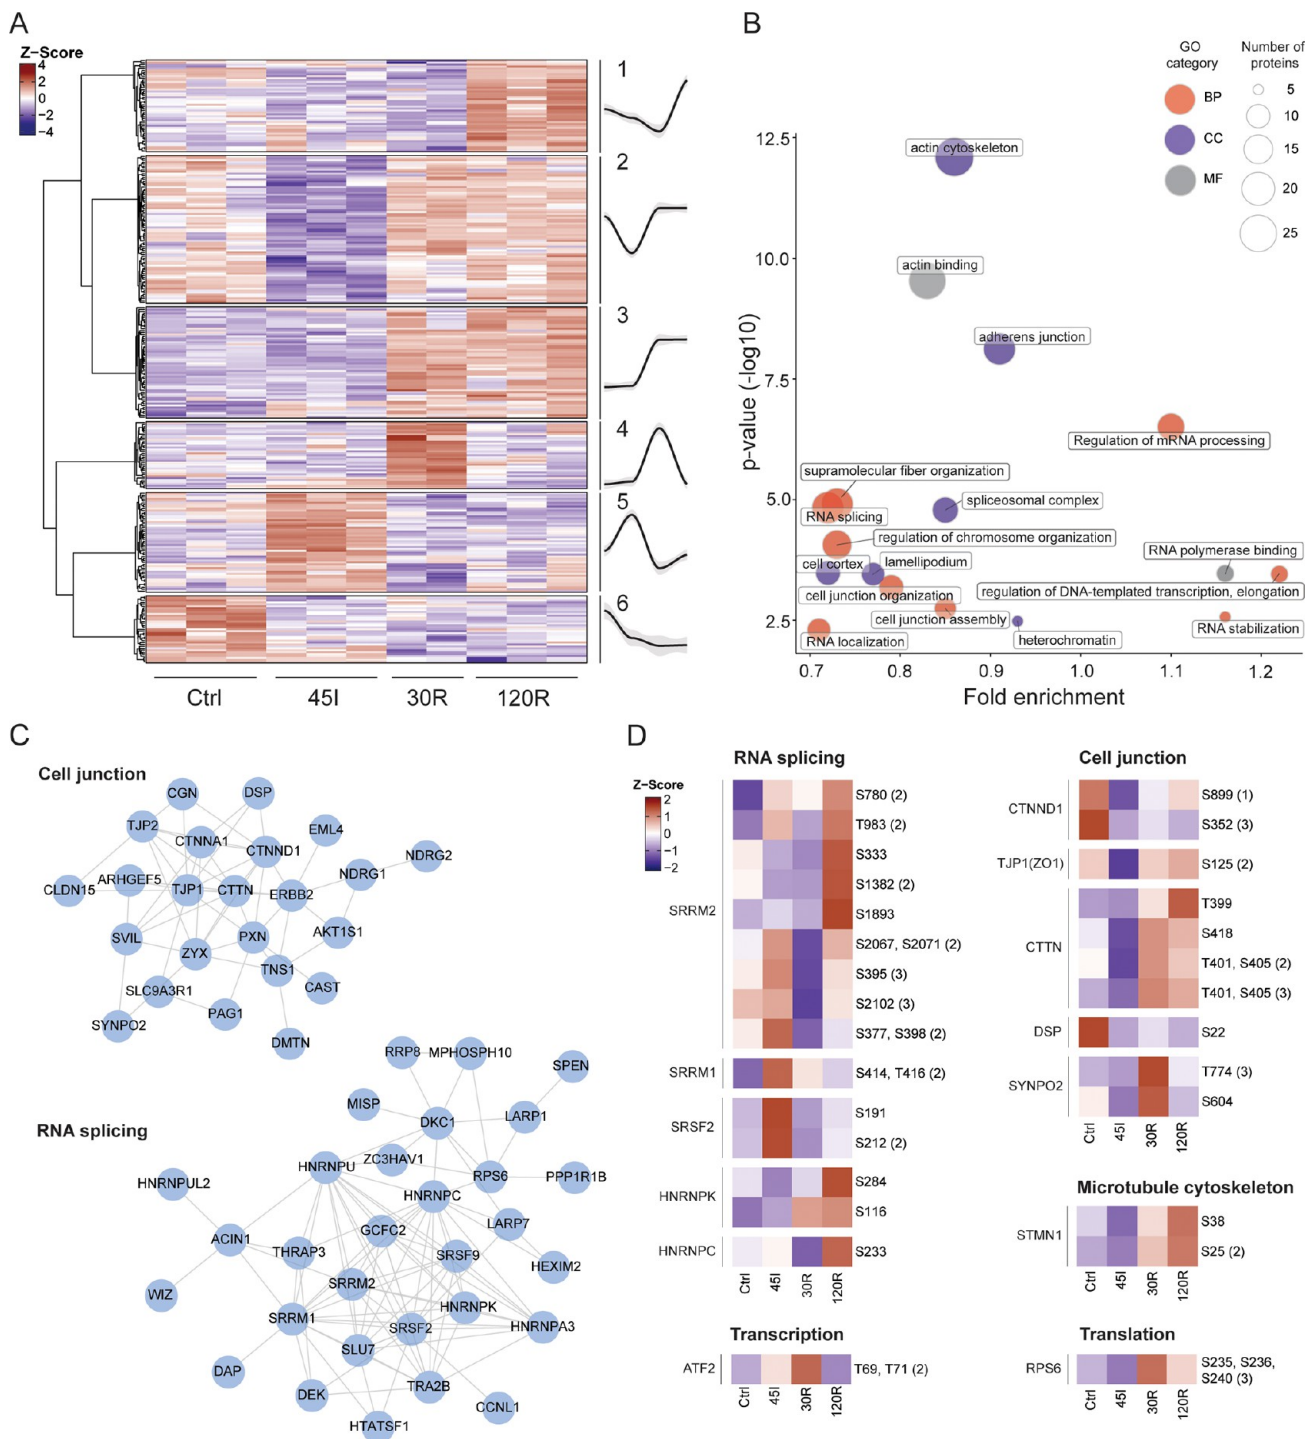 A
Z-Score
4
2
0
-2
-4
1
2
3
4
5
6
Ctrl
45I
30R
120R
B
GO
category
BP
CC
MF
Number of
proteins
5
10
15
20
25
12.5
10.0
7.5
5.0
2.5
p-value (-log10)
actin cytoskeleton
actin binding
adherens junction
Regulation of mRNA processing
supramolecular fiber organization
RNA splicing
spliceosomal complex
regulation of chromosome organization
RNA polymerase binding
cell cortex
lamellipodium
cell junction organization
regulation of DNA-templated transcription, elongation
cell junction assembly
RNA localization
heterochromatin
RNA stabilization
0.7
0.8
0.9
1.0
1.1
1.2
Fold enrichment
C
Cell junction
CGN
DSP
TJP2
CTNNA1
EML4
CTNND1
NDRG2
ARHGEF5
NDRG1
CLDN15
TJP1
CTTN
ERBB2
SVIL
PXN
AKT1S1
ZYX
TNS1
SLC9A3R1
CAST
SYNPO2
PAG1
DMTN
RNA splicing
RRP8
MPHOSPH10
SPEN
MISP
DKC1
LARP1
HNRNPU
ZC3HAV1
RPS6
PPP1R1B
HNRNPUL2
HNRNPC
ACIN1
GCFC2
LARP7
THRAP3
SRSF9
HEXIM2
WIZ
SRRM2
HNRNPK
SRRM1
SRSF2
HNRNPA3
SLU7
DAP
DEK
TRA2B
CCNL1
HTATSF1
D
Z-Score
2
1
0
-1
-2
RNA splicing
SRRM2
S780 (2)
T983 (2)
S333
S1382 (2)
S1893
S2067, S2071 (2)
S395 (3)
S2102 (3)
S377, S398 (2)
SRRM1
S414, T416 (2)
SRSF2
S191
S212 (2)
HNRNPK
S284
S116
HNRNPC
S233
Ctrl
45I
30R
120R
Transcription
ATF2
T69, T71 (2)
Ctrl
45I
30R
120R
Cell junction
CTNND1
S899 (1)
S352 (3)
TJP1(ZO1)
S125 (2)
CTTN
T399
S418
T401, S405 (2)
T401, S405 (3)
DSP
S22
SYNPO2
T774 (3)
S604
Ctrl
45I
30R
120R
Microtubule cytoskeleton
STMN1
S38
S25 (2)
Ctrl
45I
30R
120R
Translation
RPS6
S235, S236,
S240 (3)
Ctrl
45I
30R
120R